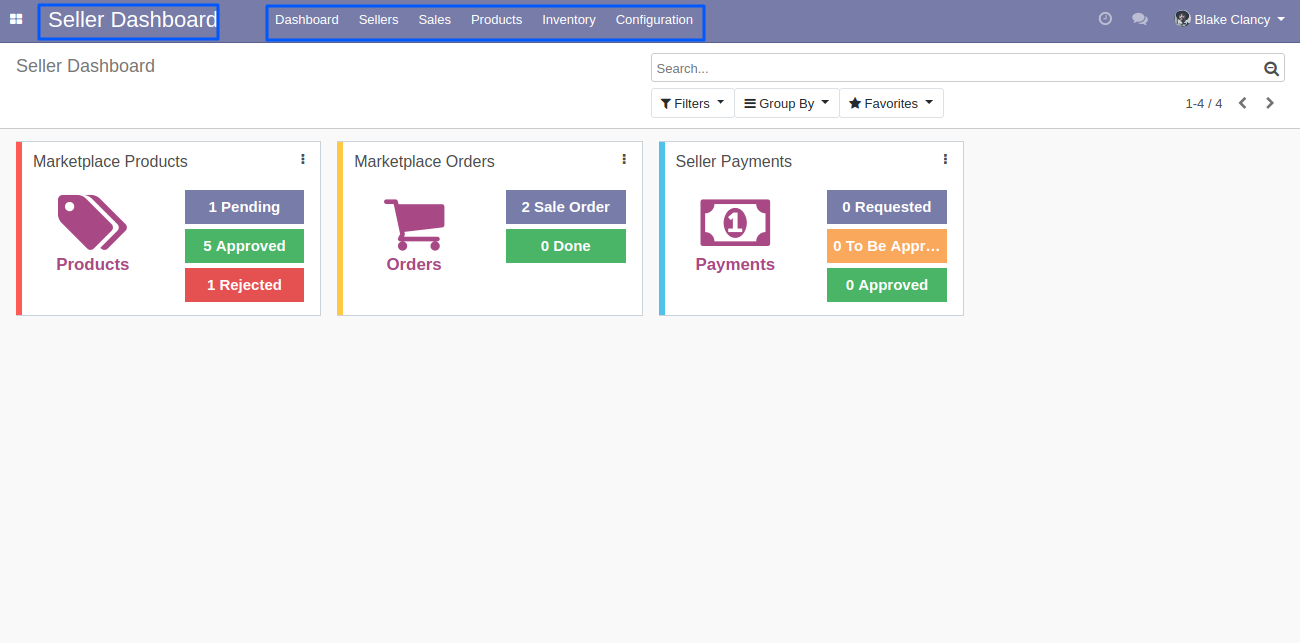 Seller Dashboard
Dashboard Sellers Sales Products Inventory Configuration
Blake Clancy
Seller Dashboard
Search...
Filters Group By Favorites
1-4 / 4
Marketplace Products
Products
1 Pending
5 Approved
1 Rejected
Marketplace Orders
Orders
2 Sale Order
0 Done
Seller Payments
1
Payments
0 Requested
0 To Be Appr...
0 Approved